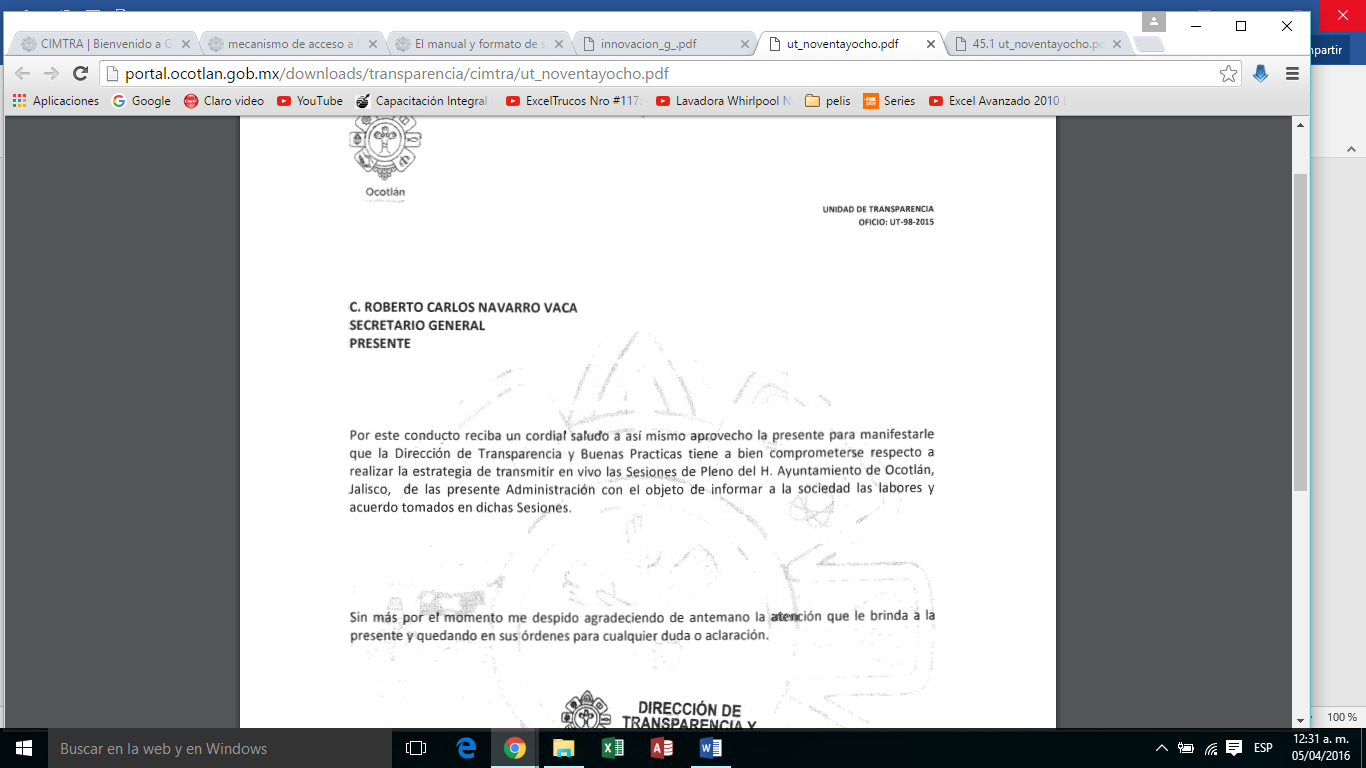 CIMTRA | Bienvenido a G
mecanismo de acceso a
El manual y formato de s
innovacion_g_.pdf
ut_noventayocho.pdf
45.1 ut_noventayocho.pd
partir
portal.ocotlan.gob.mx/downloads/transparencia/cimtra/ut_noventayocho.pdf
Aplicaciones
Google
Claro video
YouTube
Capacitación Integral
ExcelTrucos Nro #117
Lavadora Whirlpool N
pelis
Series
Excel Avanzado 2010
Ocotlán
UNIDAD DE TRANSPARENCIA
OFICIO: UT-98-2015
C. ROBERTO CARLOS NAVARRO VACA
SECRETARIO GENERAL
PRESENTE
Por este conducto reciba un cordial saludo a así mismo aprovecho la presente para manifestarle
que la Dirección de Transparencia y Buenas Practicas tiene a bien comprometerse respecto a
realizar la estrategia de transmitir en vivo las Sesiones de Pleno del H. Ayuntamiento de Ocotlán,
Jalisco, de las presente Administración con el objeto de informar a la sociedad las labores y
acuerdo tomados en dichas Sesiones.
Sin más por el momento me despido agradeciendo de antemano la atención que le brinda a la
presente y quedando en sus órdenes para cualquier duda o aclaración.
DIRECCIÓN DE
TRANSPARENCIA Y
100 %
Buscar en la web y en Windows
ESP
12:31 a. m.
05/04/2016